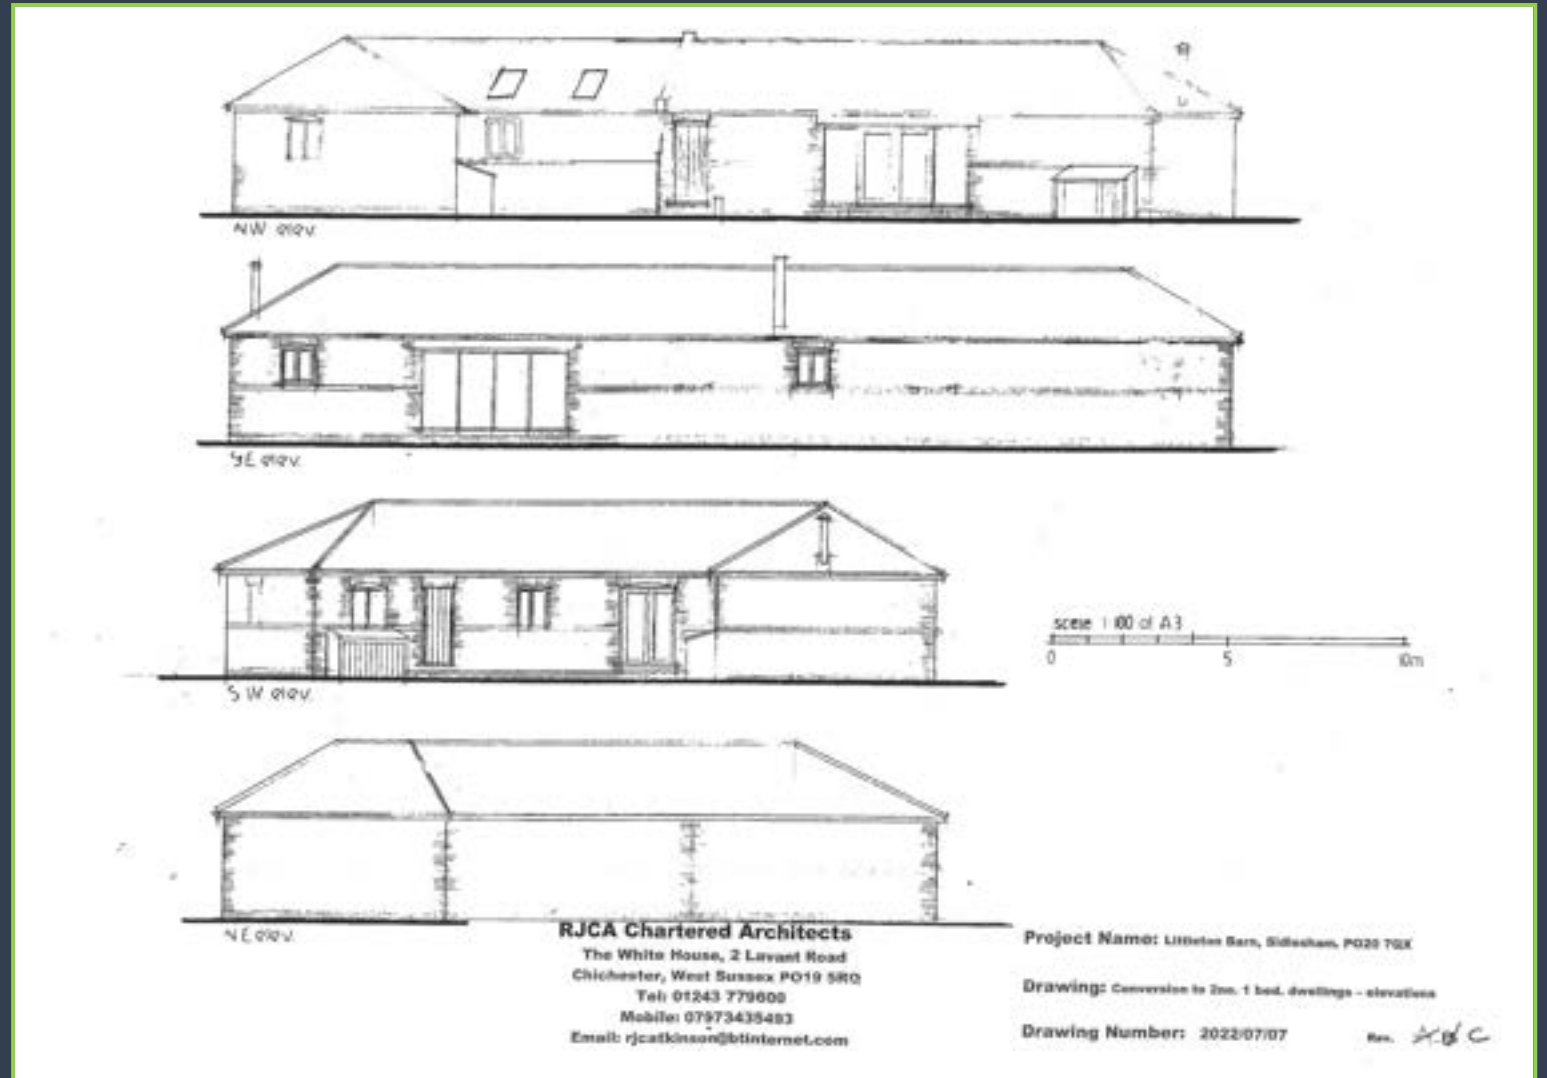 NW elev.
SE elev.
SW elev.
scale 1:100 at A3
0 5 10m
NE elev.
RJCA Chartered Architects
The White House, 2 Lavant Road
Chichester, West Sussex PO19 5RQ
Tel: 01243 779600
Mobile: 07973435493
Email: rjcatkinson@btinternet.com
Project Name: Littleton Barn, Sidlesham, PO20 7QX
Drawing: Conversion to 2no. 1 bed. dwellings - elevations
Drawing Number: 2022/07/07
Rev. A B C